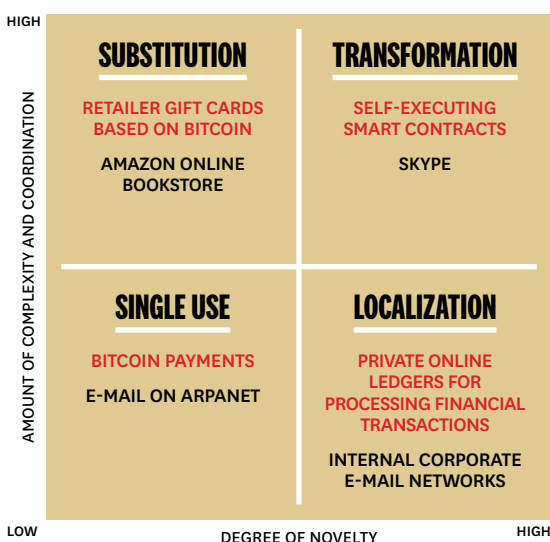 HIGH
AMOUNT OF COMPLEXITY AND COORDINATION
SUBSTITUTION
RETAILER GIFT CARDS
BASED ON BITCOIN
AMAZON ONLINE
BOOKSTORE
TRANSFORMATION
SELF-EXECUTING
SMART CONTRACTS
SKYPE
SINGLE USE
BITCOIN PAYMENTS
E-MAIL ON ARPANET
LOCALIZATION
PRIVATE ONLINE
LEDGERS FOR
PROCESSING FINANCIAL
TRANSACTIONS
INTERNAL CORPORATE
E-MAIL NETWORKS
LOW
DEGREE OF NOVELTY
HIGH